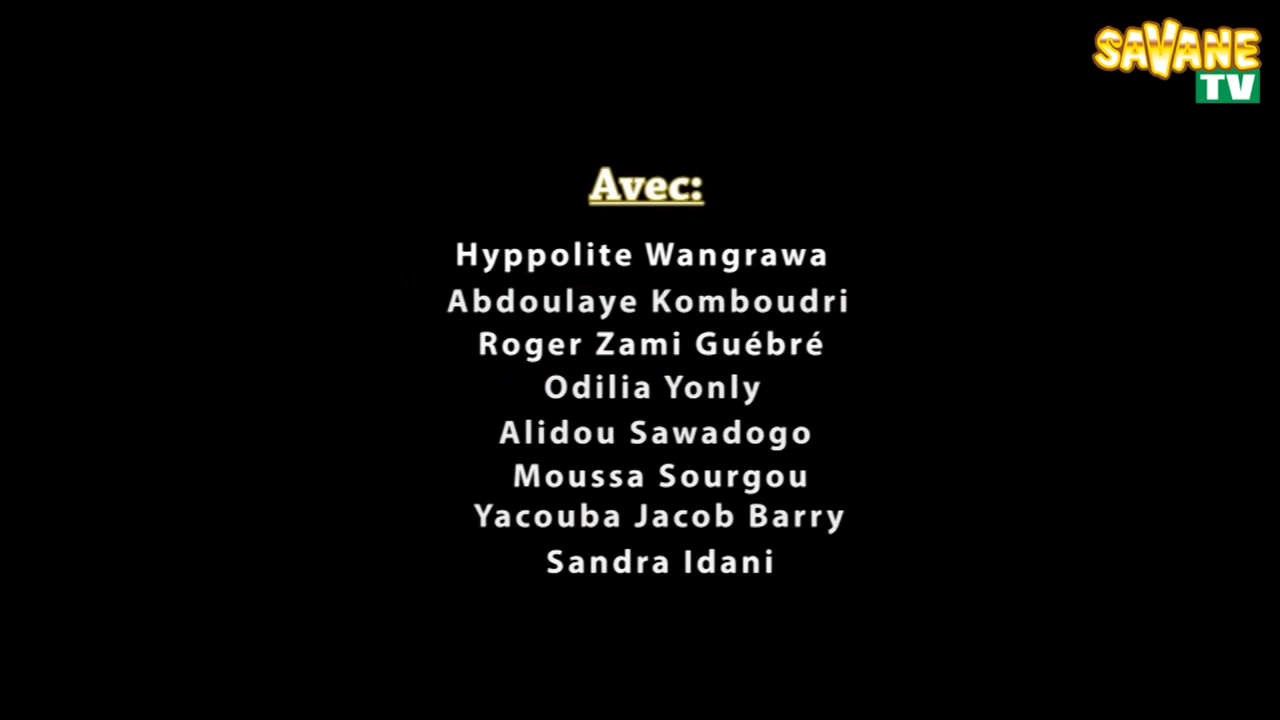 SAVANE
TV
Avec:
Hyppolite Wangrawa
Abdoulaye Komboudri
Roger Zami Guébré
Odilia Yonly
Alidou Sawadogo
Moussa Sourgou
Yacouba Jacob Barry
Sandra Idani